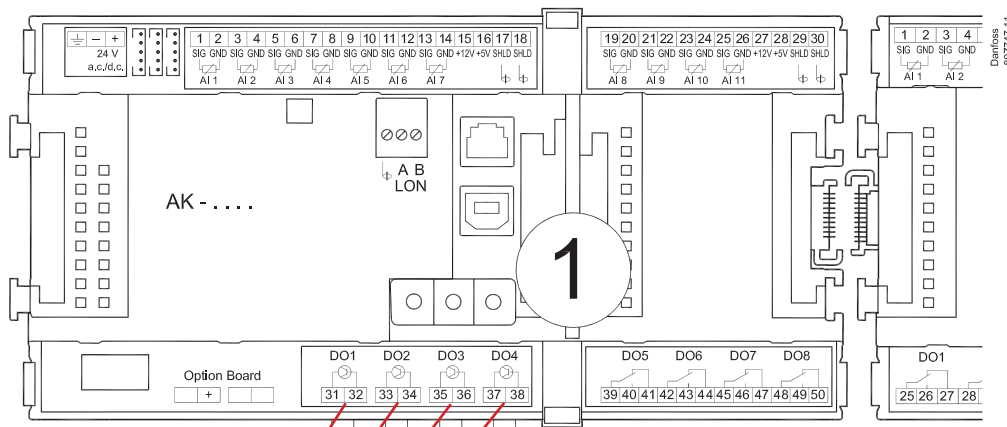 1 2 3 4 5 6 7 8 9 10 11 12 13 14 15 16 17 18
SIG GND SIG GND SIG GND SIG GND SIG GND SIG GND SIG GND +12V +5V SHLD SHLD
AI 1 AI 2 AI 3 AI 4 AI 5 AI 6 AI 7
– +
24 V
a,c,/d,c,
19 20 21 22 23 24 25 26 27 28 29 30
SIG GND SIG GND SIG GND SIG GND +12V +5V SHLD SHLD
AI 8 AI 9 AI 10 AI 11
1 2 3 4
SIG GND SIG GND
AI 1 AI 2
Danfoss
A B
LON
AK - . . . .
1
Option Board
+
DO1 DO2 DO3 DO4
31 32 33 34 35 36 37 38
DO5 DO6 DO7 DO8
39 40 41 42 43 44 45 46 47 48 49 50
DO1
25 26 27 28